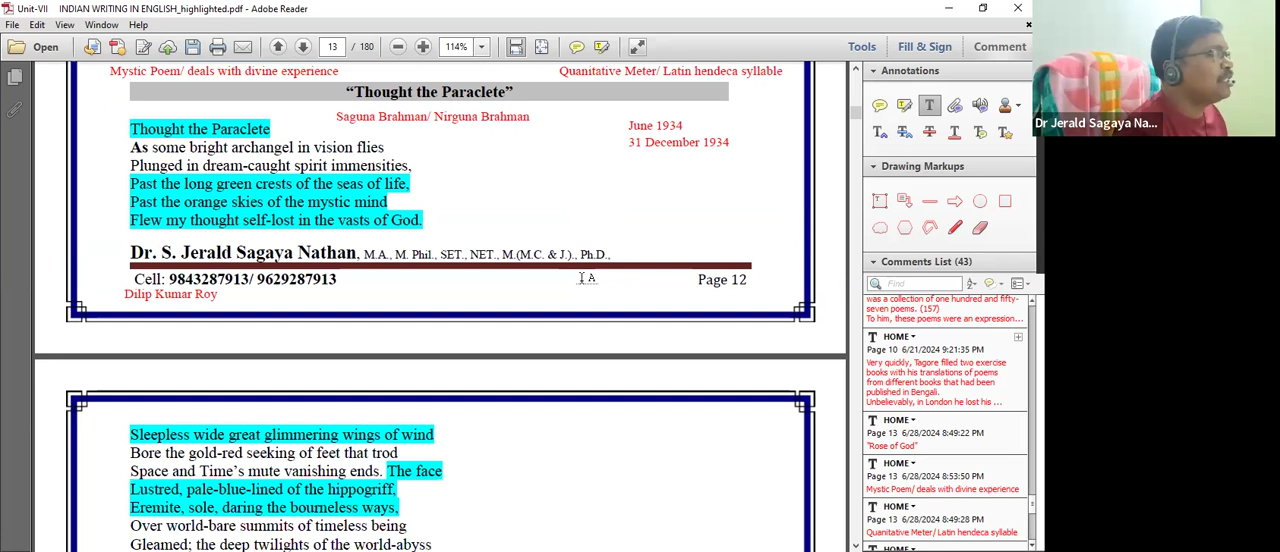 Unit-VII INDIAN WRITING IN ENGLISH_highlighted.pdf - Adobe Reader
File Edit View Window Help
Open 13 / 180 114% Tools Fill & Sign Comment
Mystic Poem/ deals with divine experience Quanitative Meter/ Latin hendeca syllable
“Thought the Paraclete”
Saguna Brahman/ Nirguna Brahman
June 1934
31 December 1934
Thought the Paraclete
As some bright archangel in vision flies
Plunged in dream-caught spirit immensities,
Past the long green crests of the seas of life,
Past the orange skies of the mystic mind
Flew my thought self-lost in the vasts of God.
Dr. S. Jerald Sagaya Nathan, M.A., M. Phil., SET., NET., M.(M.C. & J.)., Ph.D.,
Cell: 9843287913/ 9629287913 Page 12
Dilip Kumar Roy
Sleepless wide great glimmering wings of wind
Bore the gold-red seeking of feet that trod
Space and Time’s mute vanishing ends. The face
Lustred, pale-blue-lined of the hippogriff,
Eremite, sole, daring the bourneless ways,
Over world-bare summits of timeless being
Gleamed; the deep twilights of the world-abyss
Annotations
Drawing Markups
Comments List (43)
Find
was a collection of one hundred and fifty-
seven poems. (157)
To him, these poems were an expression...
HOME
Page 10 6/21/2024 9:21:35 PM
Very quickly, Tagore filled two exercise
books with his translations of poems
from different books that had been
published in Bengali.
Unbelievably, in London he lost his ...
HOME
Page 13 6/28/2024 8:49:22 PM
"Rose of God"
HOME
Page 13 6/28/2024 8:53:50 PM
Mystic Poem/ deals with divine experience
HOME
Page 13 6/28/2024 8:49:28 PM
Quanitative Meter/ Latin hendeca syllable
HOME
Dr Jerald Sagaya Na...